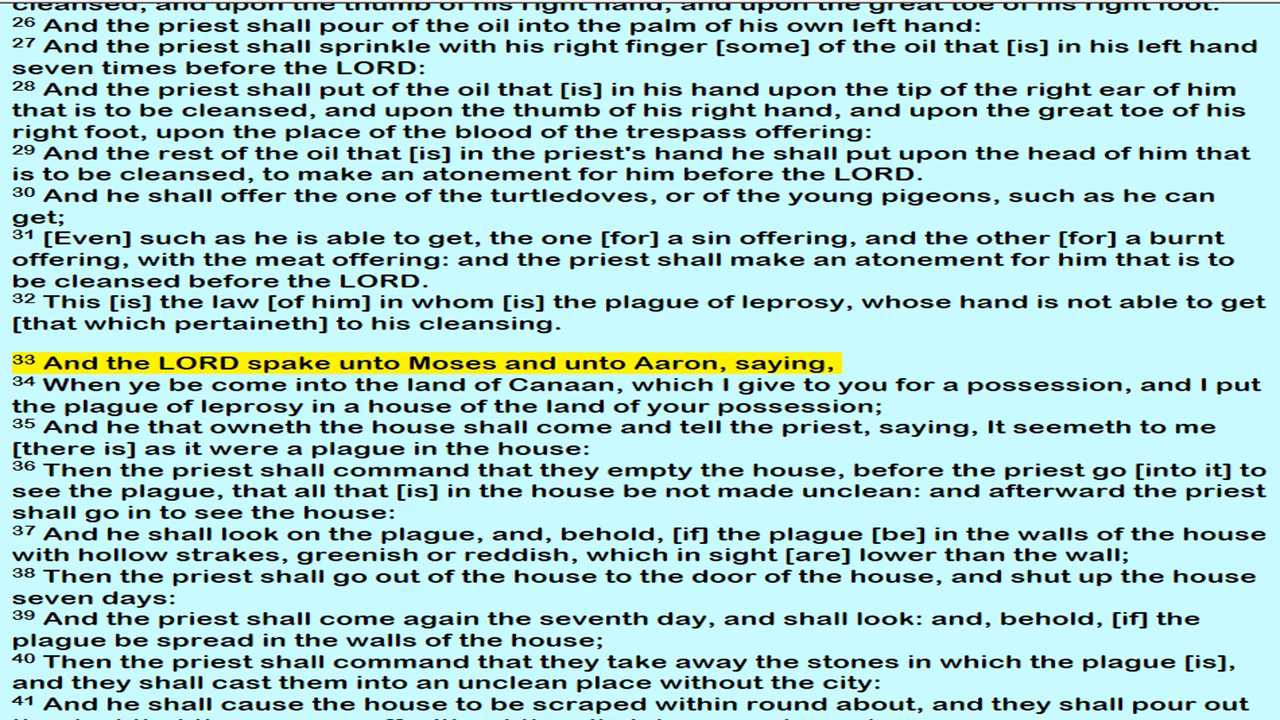 cleansed, and upon the thumb of his right hand, and upon the great toe of his right foot:
26 And the priest shall pour of the oil into the palm of his own left hand:
27 And the priest shall sprinkle with his right finger [some] of the oil that [is] in his left hand
seven times before the LORD:
28 And the priest shall put of the oil that [is] in his hand upon the tip of the right ear of him
that is to be cleansed, and upon the thumb of his right hand, and upon the great toe of his
right foot, upon the place of the blood of the trespass offering:
29 And the rest of the oil that [is] in the priest's hand he shall put upon the head of him that
is to be cleansed, to make an atonement for him before the LORD.
30 And he shall offer the one of the turtledoves, or of the young pigeons, such as he can
get;
31 [Even] such as he is able to get, the one [for] a sin offering, and the other [for] a burnt
offering, with the meat offering: and the priest shall make an atonement for him that is to
be cleansed before the LORD.
32 This [is] the law [of him] in whom [is] the plague of leprosy, whose hand is not able to get
[that which pertaineth] to his cleansing.
33 And the LORD spake unto Moses and unto Aaron, saying,
34 When ye be come into the land of Canaan, which I give to you for a possession, and I put
the plague of leprosy in a house of the land of your possession;
35 And he that owneth the house shall come and tell the priest, saying, It seemeth to me
[there is] as it were a plague in the house:
36 Then the priest shall command that they empty the house, before the priest go [into it] to
see the plague, that all that [is] in the house be not made unclean: and afterward the priest
shall go in to see the house:
37 And he shall look on the plague, and, behold, [if] the plague [be] in the walls of the house
with hollow strakes, greenish or reddish, which in sight [are] lower than the wall;
38 Then the priest shall go out of the house to the door of the house, and shut up the house
seven days:
39 And the priest shall come again the seventh day, and shall look: and, behold, [if] the
plague be spread in the walls of the house;
40 Then the priest shall command that they take away the stones in which the plague [is],
and they shall cast them into an unclean place without the city:
41 And he shall cause the house to be scraped within round about, and they shall pour out